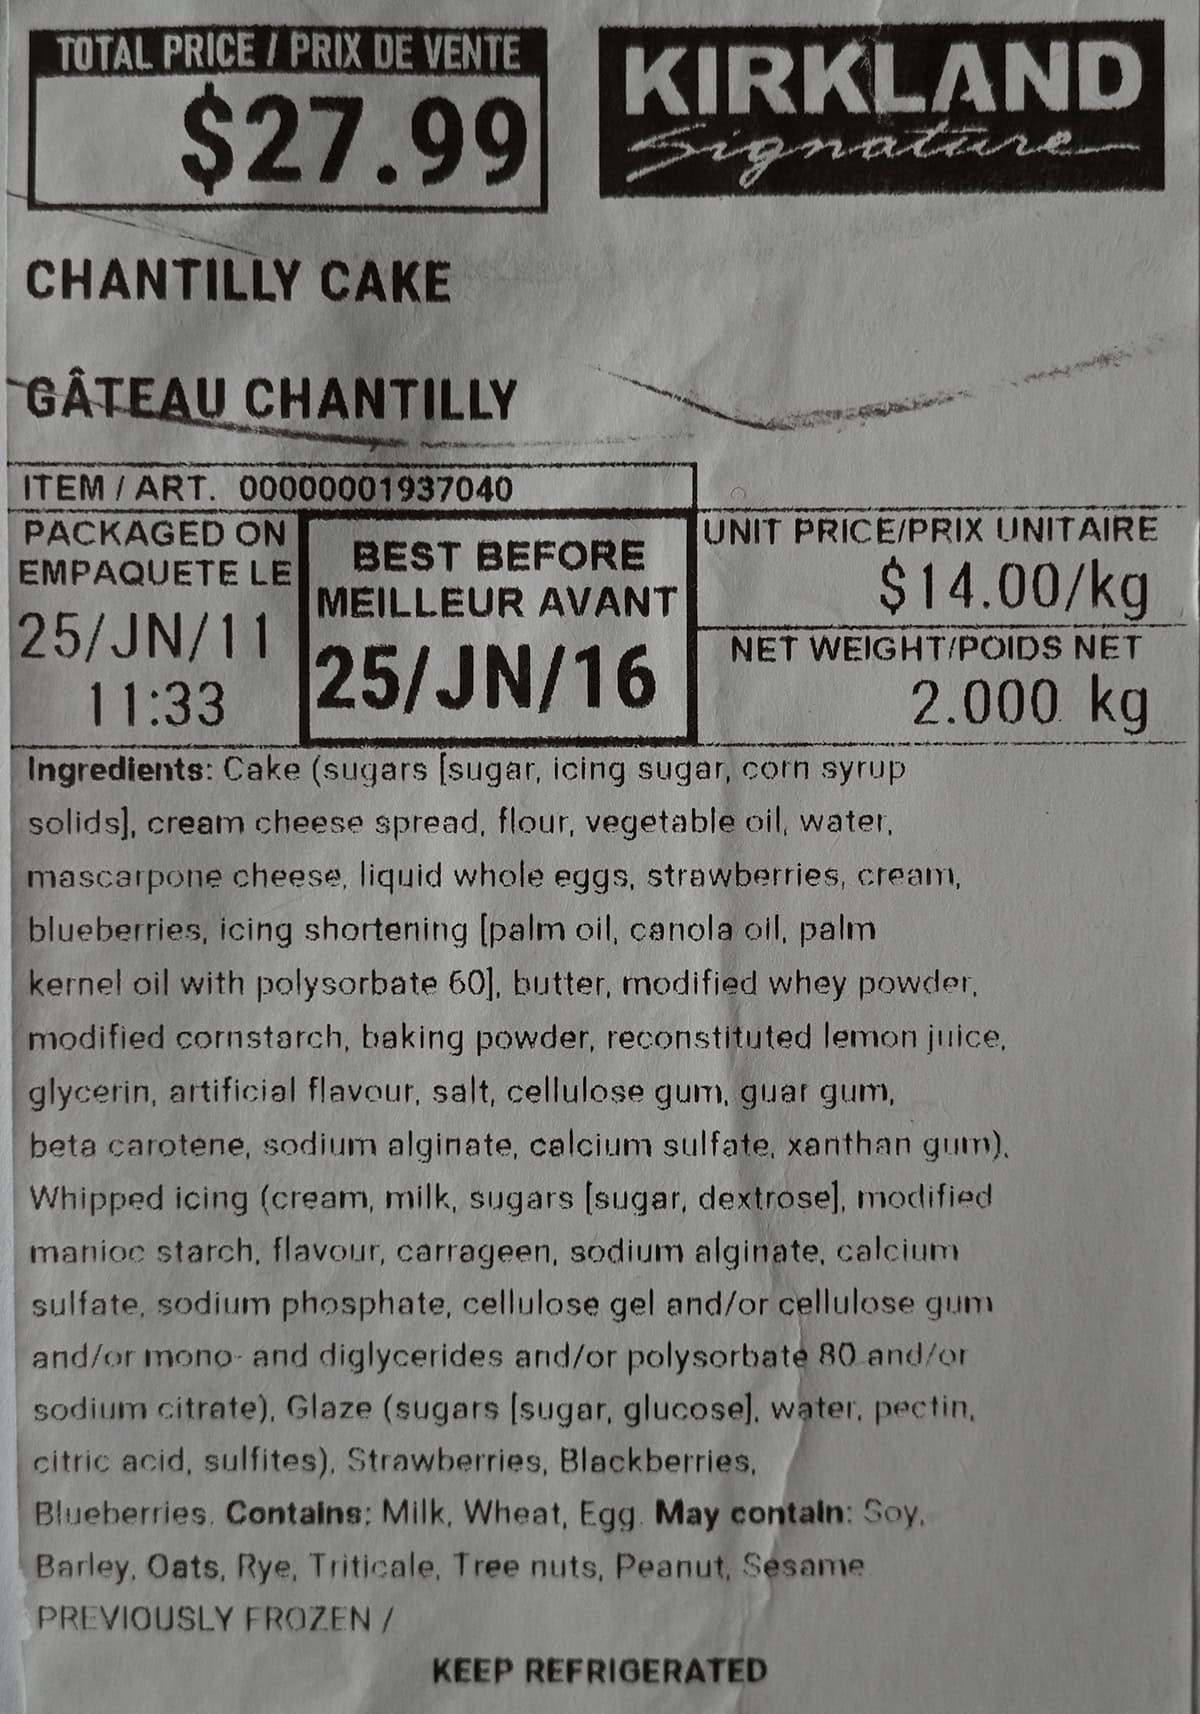 TOTAL PRICE / PRIX DE VENTE
$27.99
KIRKLAND
Signature
CHANTILLY CAKE
GÂTEAU CHANTILLY
ITEM / ART. 00000001937040
PACKAGED ON
EMPAQUETE LE
25/JN/11
11:33
BEST BEFORE
MEILLEUR AVANT
25/JN/16
UNIT PRICE/PRIX UNITAIRE
$14.00/kg
NET WEIGHT/POIDS NET
2.000 kg
Ingredients: Cake (sugars [sugar, icing sugar, corn syrup
solids], cream cheese spread, flour, vegetable oil, water,
mascarpone cheese, liquid whole eggs, strawberries, cream,
blueberries, icing shortening [palm oil, canola oil, palm
kernel oil with polysorbate 60], butter, modified whey powder,
modified cornstarch, baking powder, reconstituted lemon juice,
glycerin, artificial flavour, salt, cellulose gum, guar gum,
beta carotene, sodium alginate, calcium sulfate, xanthan gum),
Whipped icing (cream, milk, sugars [sugar, dextrose], modified
manioc starch, flavour, carrageen, sodium alginate, calcium
sulfate, sodium phosphate, cellulose gel and/or cellulose gum
and/or mono- and diglycerides and/or polysorbate 80 and/or
sodium citrate), Glaze (sugars [sugar, glucose], water, pectin,
citric acid, sulfites), Strawberries, Blackberries,
Blueberries. Contains: Milk, Wheat, Egg. May contain: Soy,
Barley, Oats, Rye, Triticale, Tree nuts, Peanut, Sesame
PREVIOUSLY FROZEN /
KEEP REFRIGERATED